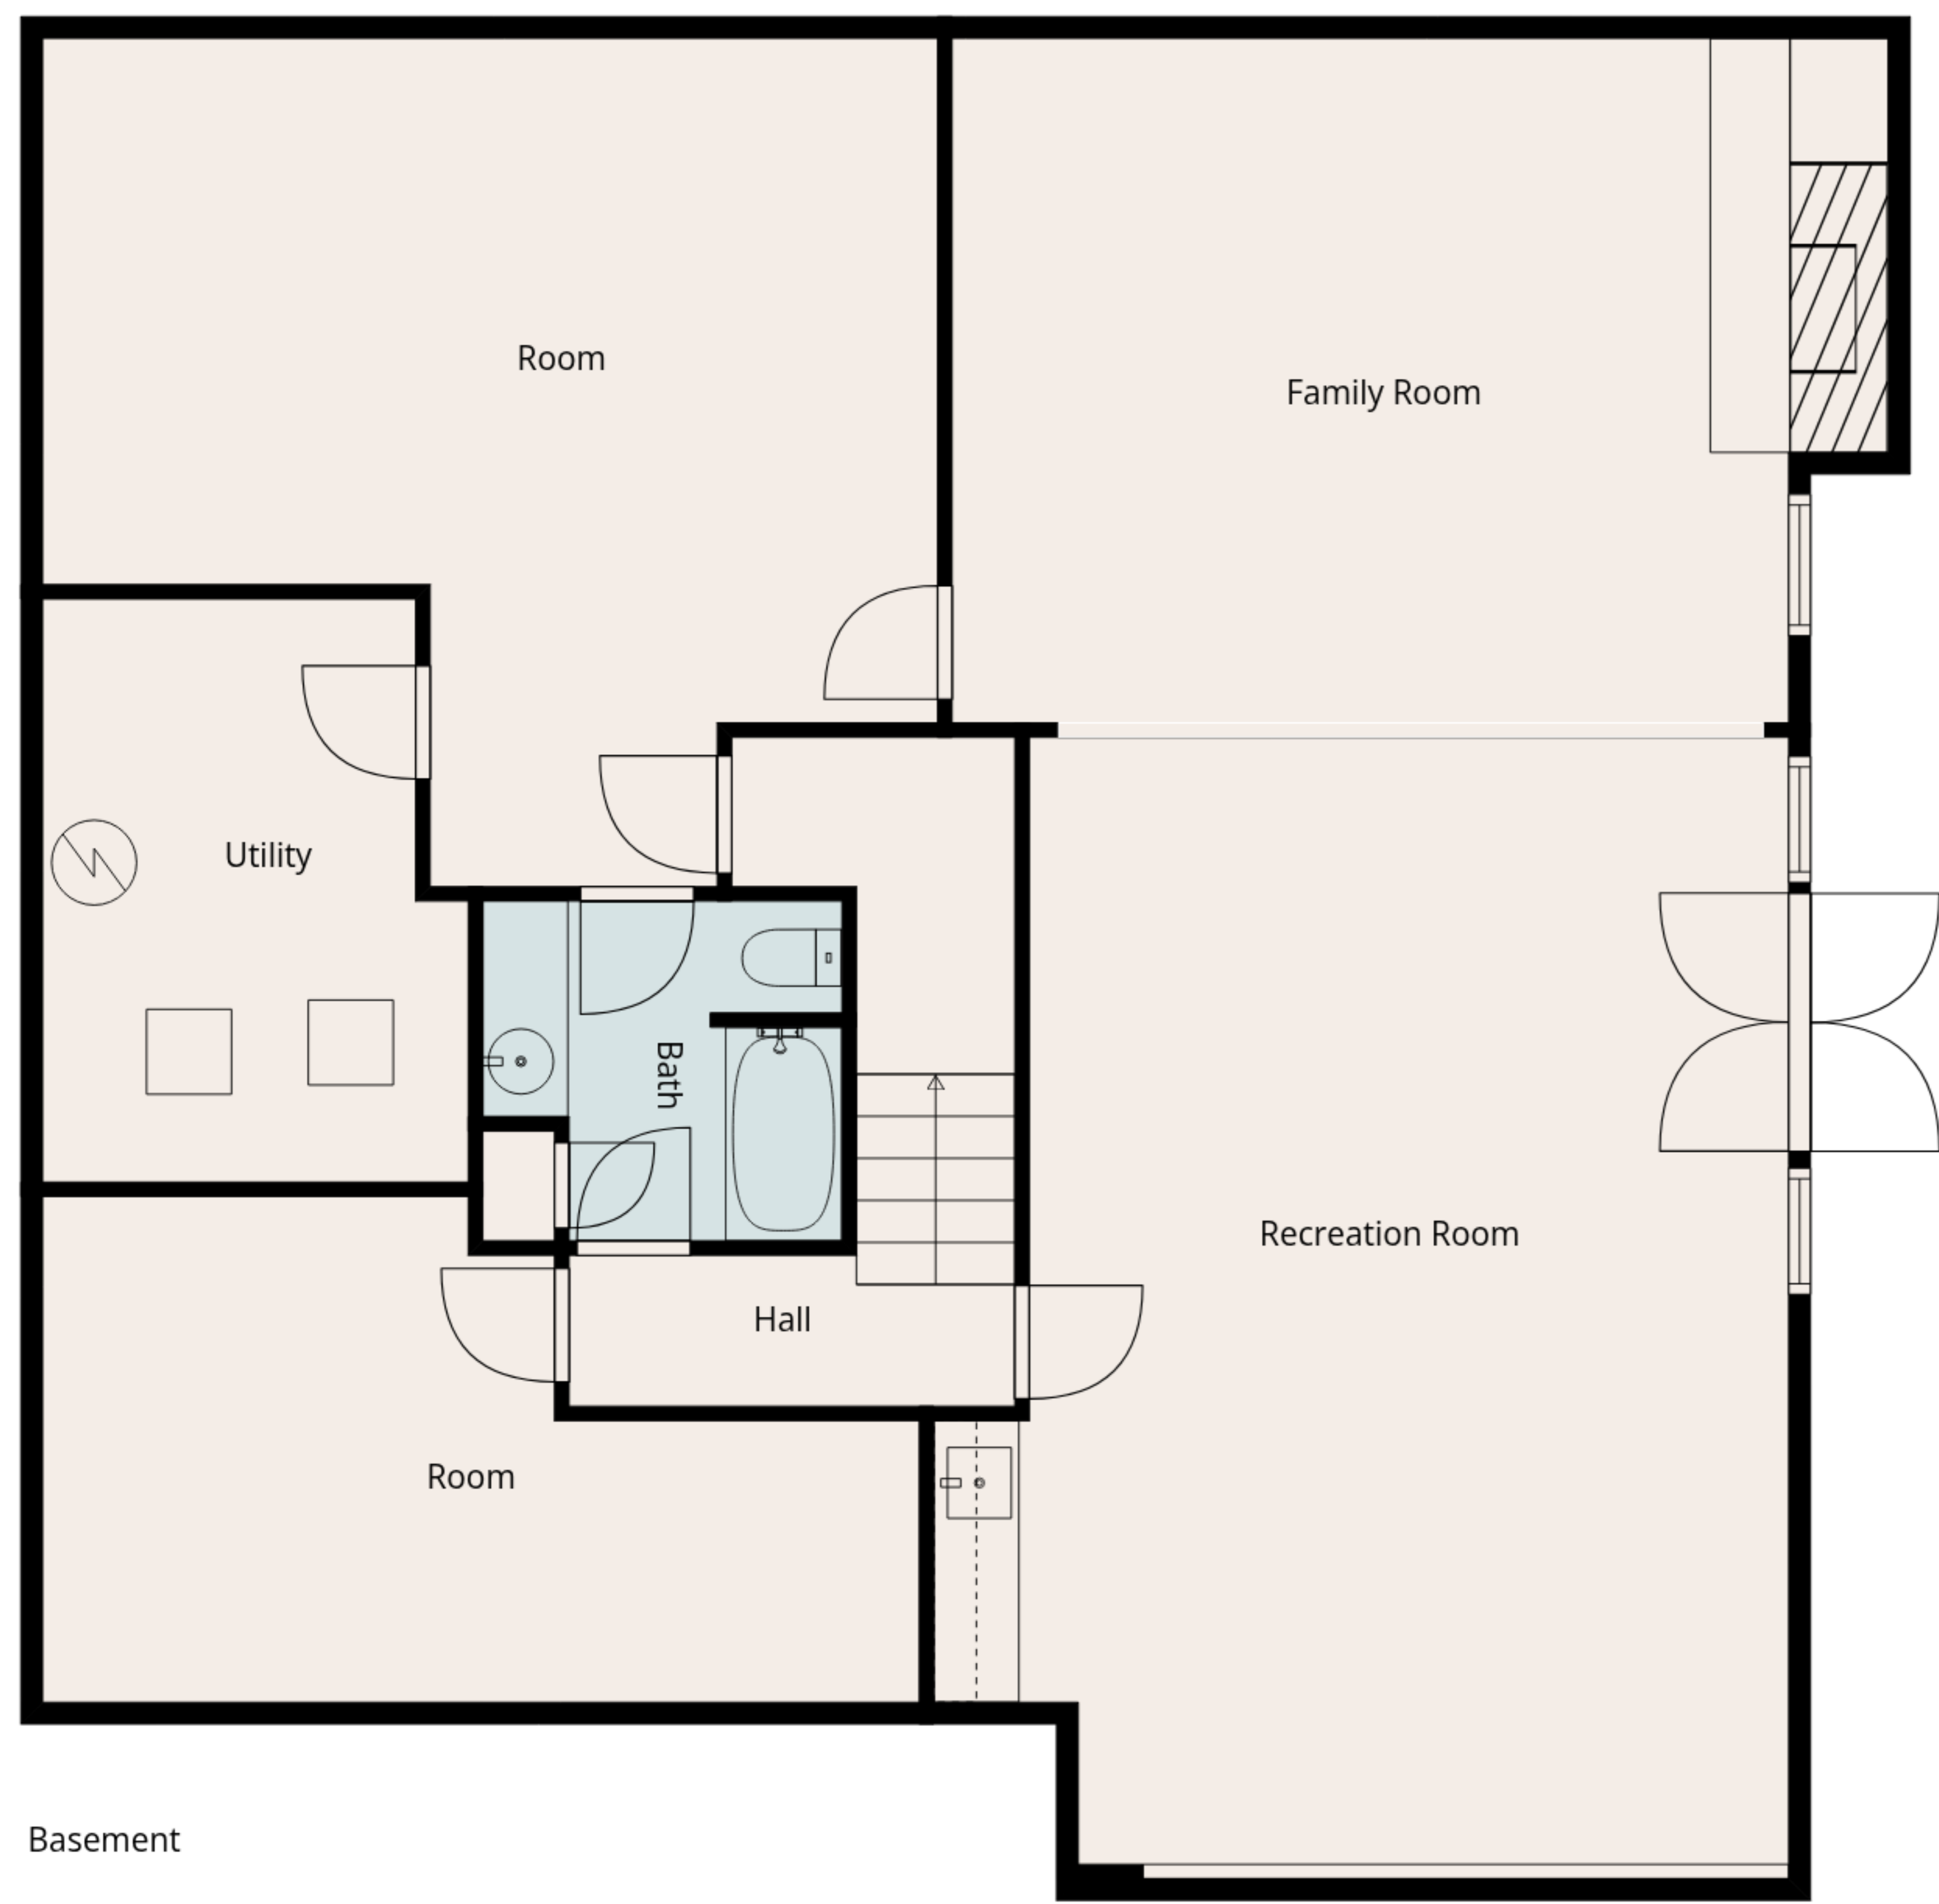 Room
Family Room
Utility
Bath
Recreation Room
Hall
Room
Basement